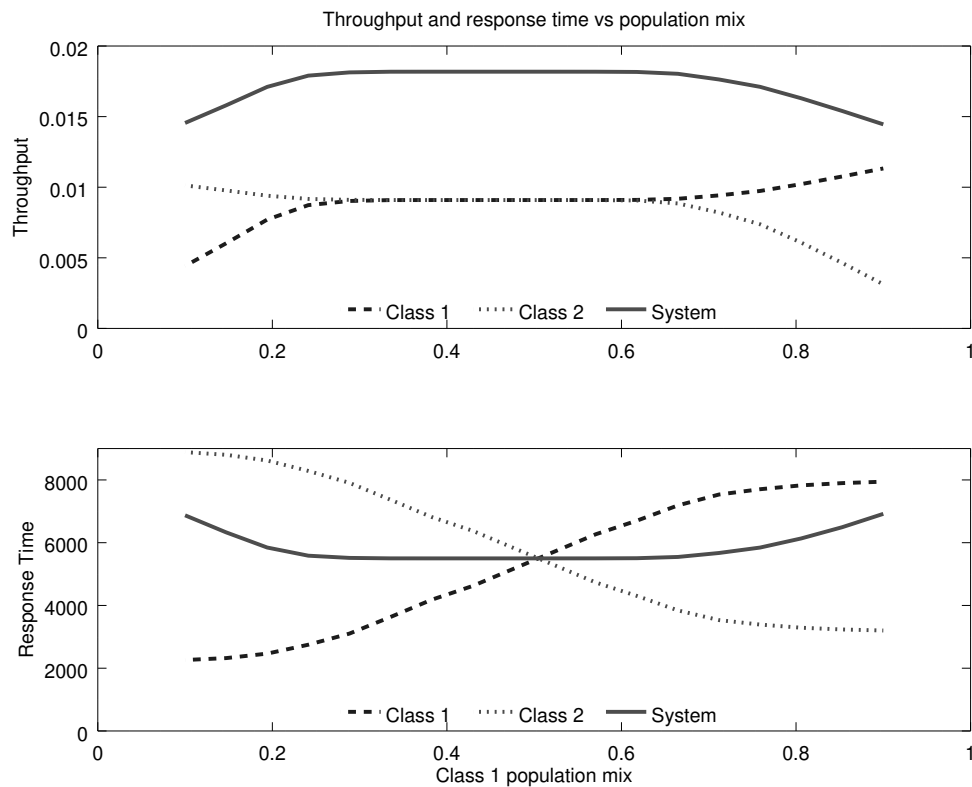 Throughput and response time vs population mix
0.02
0.015
0.01
0.005
0
Throughput
Class 1 Class 2 System
0 0.2 0.4 0.6 0.8 1
8000
6000
4000
2000
0
Response Time
Class 1 Class 2 System
0 0.2 0.4 0.6 0.8 1
Class 1 population mix